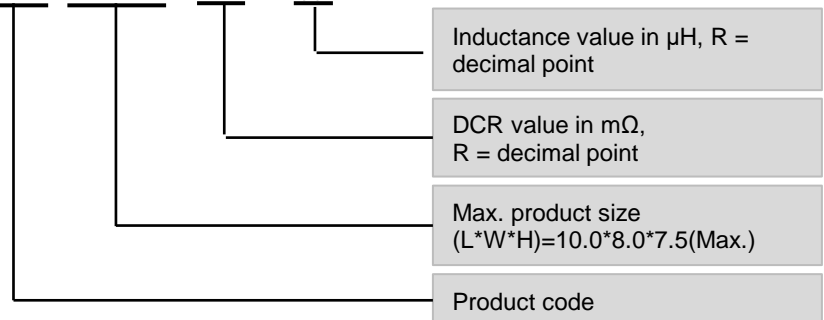 Inductance value in µH, R =
decimal point
DCR value in mΩ,
R = decimal point
Max. product size
(L*W*H)=10.0*8.0*7.5(Max.)
Product code